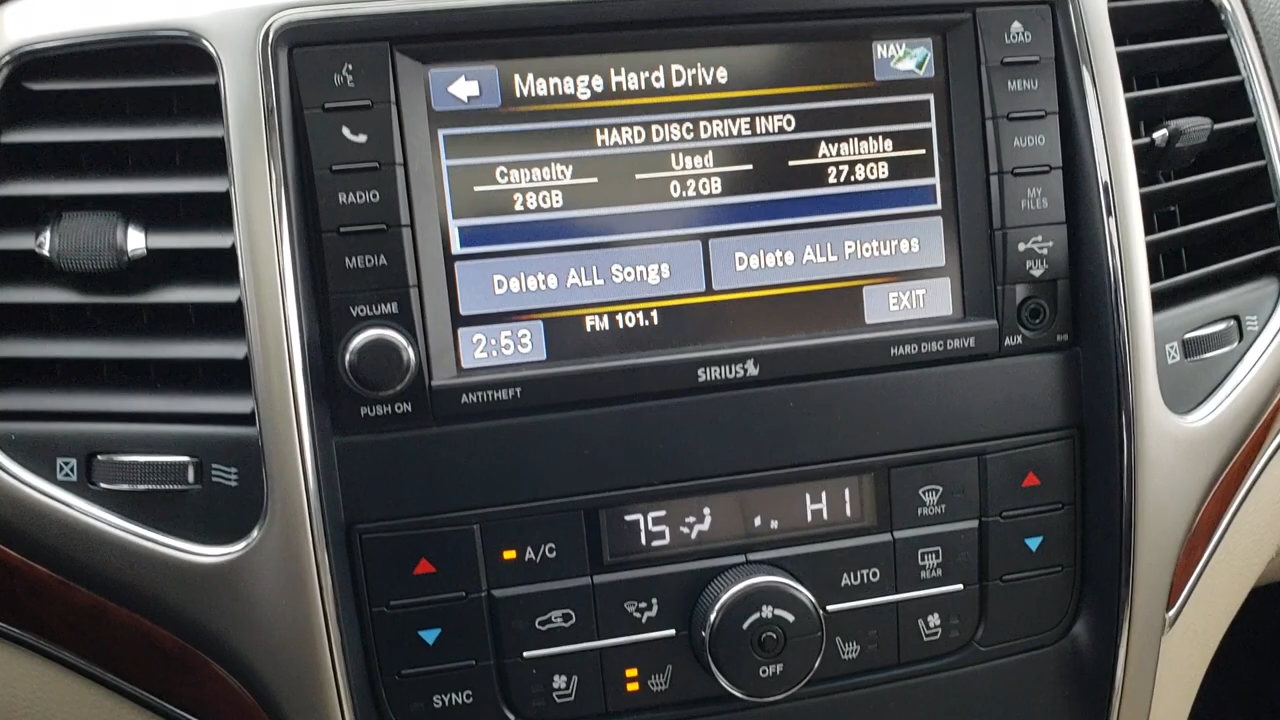 LOAD
NAV
Manage Hard Drive
MENU
HARD DISC DRIVE INFO
Capacity Used Available
28GB 0.2GB 27.8GB
AUDIO
RADIO
MY
FILES
MEDIA
Delete ALL Songs Delete ALL Pictures
PULL
VOLUME
EXIT
2:53 FM 101.1
AUX
PUSH ON
ANTITHEFT SIRIUS HARD DISC DRIVE
75 HI
FRONT
A/C
AUTO
REAR
OFF
SYNC